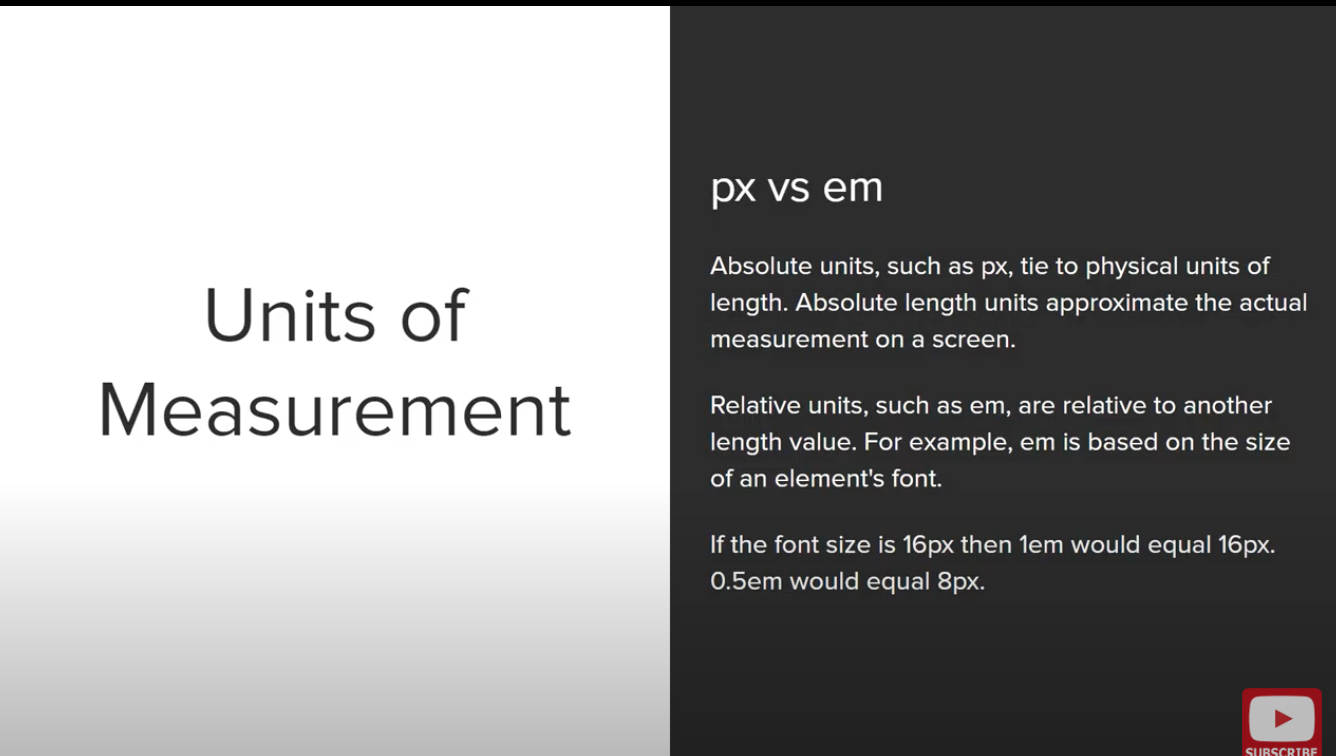 Units of
Measurement
px vs em
Absolute units, such as px, tie to physical units of
length. Absolute length units approximate the actual
measurement on a screen.
Relative units, such as em, are relative to another
length value. For example, em is based on the size
of an element's font.
If the font size is 16px then 1em would equal 16px.
0.5em would equal 8px.
SUBSCRIBE